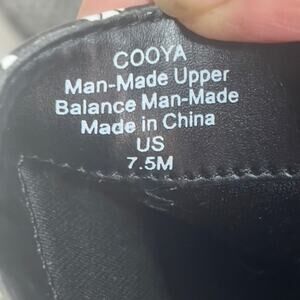 COOYA
Man-Made Upper
Balance Man-Made
Made in China
US
7.5M